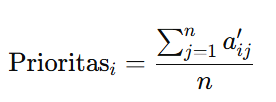 Prioritas_i = \frac{\sum_{j=1}^{n} a'_{ij}}{n}